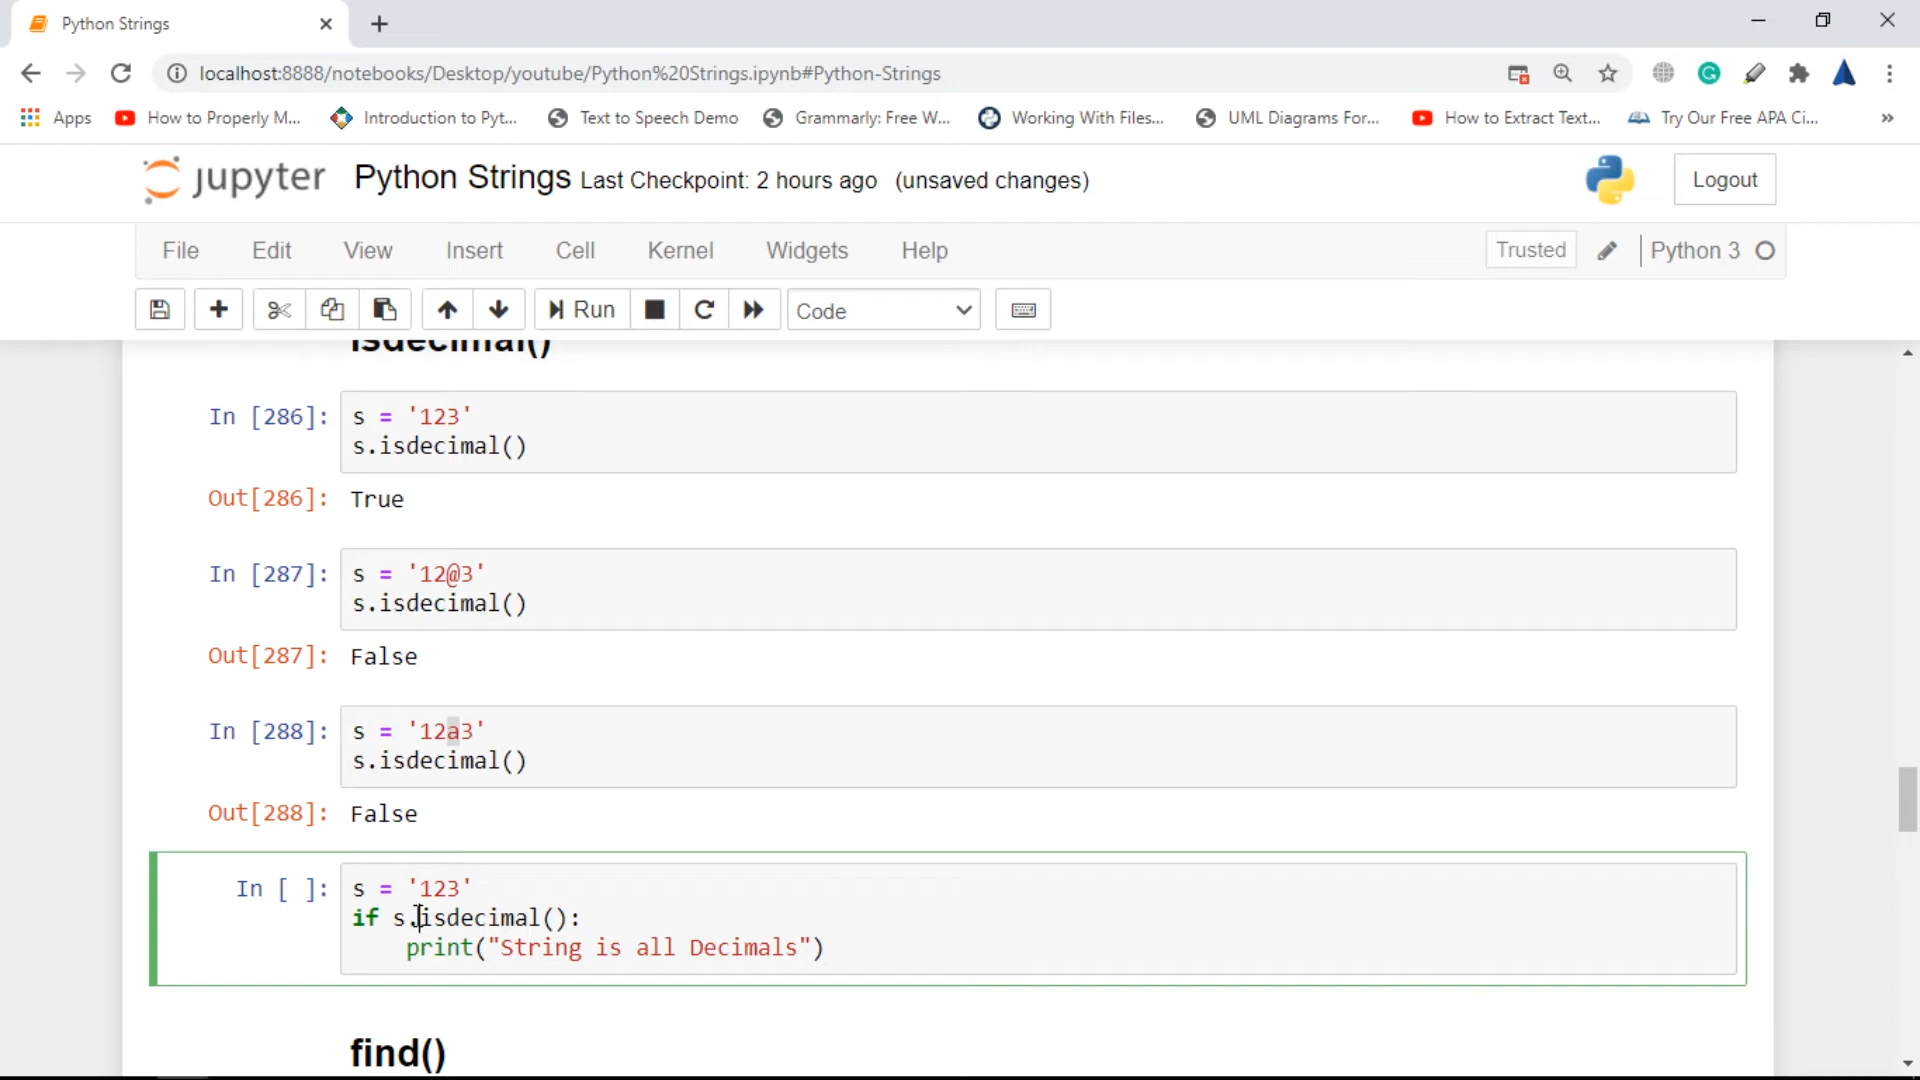 Python Strings
localhost:8888/notebooks/Desktop/youtube/Python%20Strings.ipynb#Python-Strings
Apps How to Properly M... Introduction to Pyt... Text to Speech Demo Grammarly: Free W... Working With Files... UML Diagrams For... How to Extract Text... Try Our Free APA Ci... »
jupyter Python Strings Last Checkpoint: 2 hours ago (unsaved changes) Logout
File Edit View Insert Cell Kernel Widgets Help Trusted Python 3
Run Code
isdecimal()
In [286]: s = '123'
s.isdecimal()
Out[286]: True
In [287]: s = '12@3'
s.isdecimal()
Out[287]: False
In [288]: s = '12a3'
s.isdecimal()
Out[288]: False
In [ ]: s = '123'
if s.isdecimal():
print("String is all Decimals")
find()